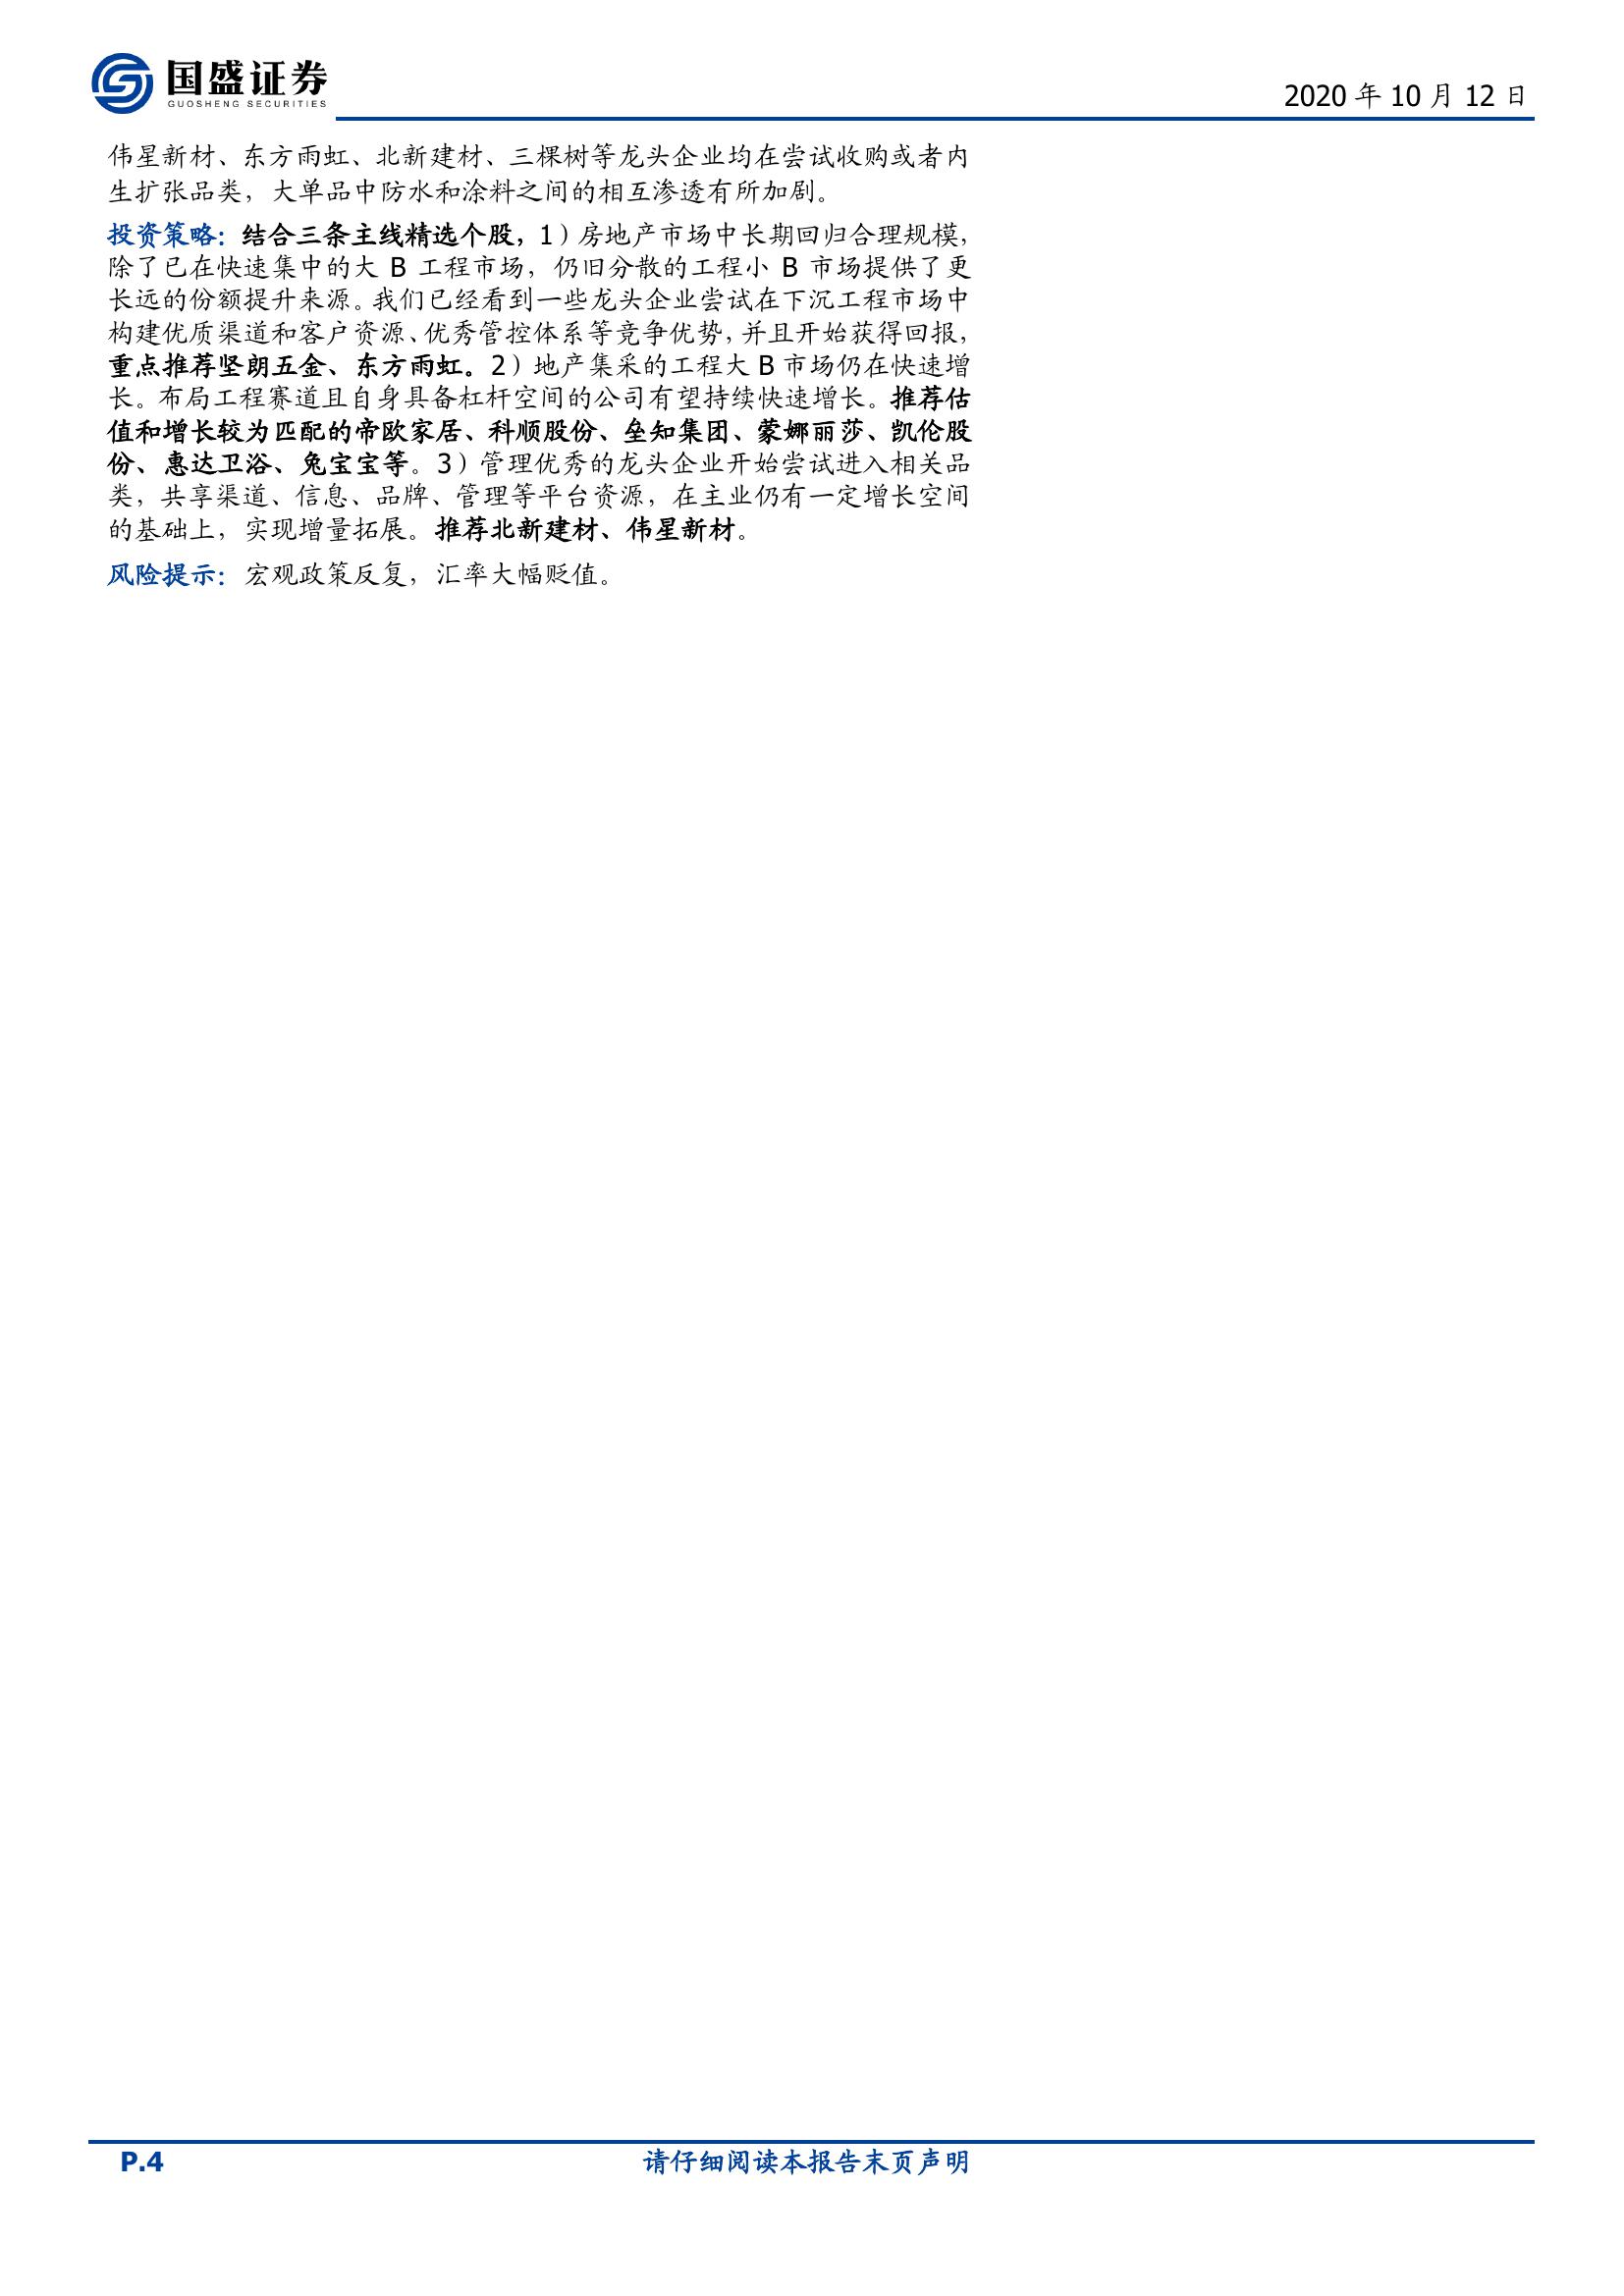 国盛证券
GUOSHENG SECURITIES
2020 年 10 月 12 日
伟星新材、东方雨虹、北新建材、三棵树等龙头企业均在尝试收购或者内
生扩张品类，大单品中防水和涂料之间的相互渗透有所加剧。
投资策略：结合三条主线精选个股，1）房地产市场中长期回归合理规模，
除了已在快速集中的大 B 工程市场，仍旧分散的工程小 B 市场提供了更
长远的份额提升来源。我们已经看到一些龙头企业尝试在下沉工程市场中
构建优质渠道和客户资源、优秀管控体系等竞争优势，并且开始获得回报，
重点推荐坚朗五金、东方雨虹。2）地产集采的工程大 B 市场仍在快速增
长。布局工程赛道且自身具备杠杆空间的公司有望持续快速增长。推荐估
值和增长较为匹配的帝欧家居、科顺股份、垒知集团、蒙娜丽莎、凯伦股
份、惠达卫浴、兔宝宝等。3）管理优秀的龙头企业开始尝试进入相关品
类，共享渠道、信息、品牌、管理等平台资源，在主业仍有一定增长空间
的基础上，实现增量拓展。推荐北新建材、伟星新材。
风险提示：宏观政策反复，汇率大幅贬值。
P.4
请仔细阅读本报告末页声明